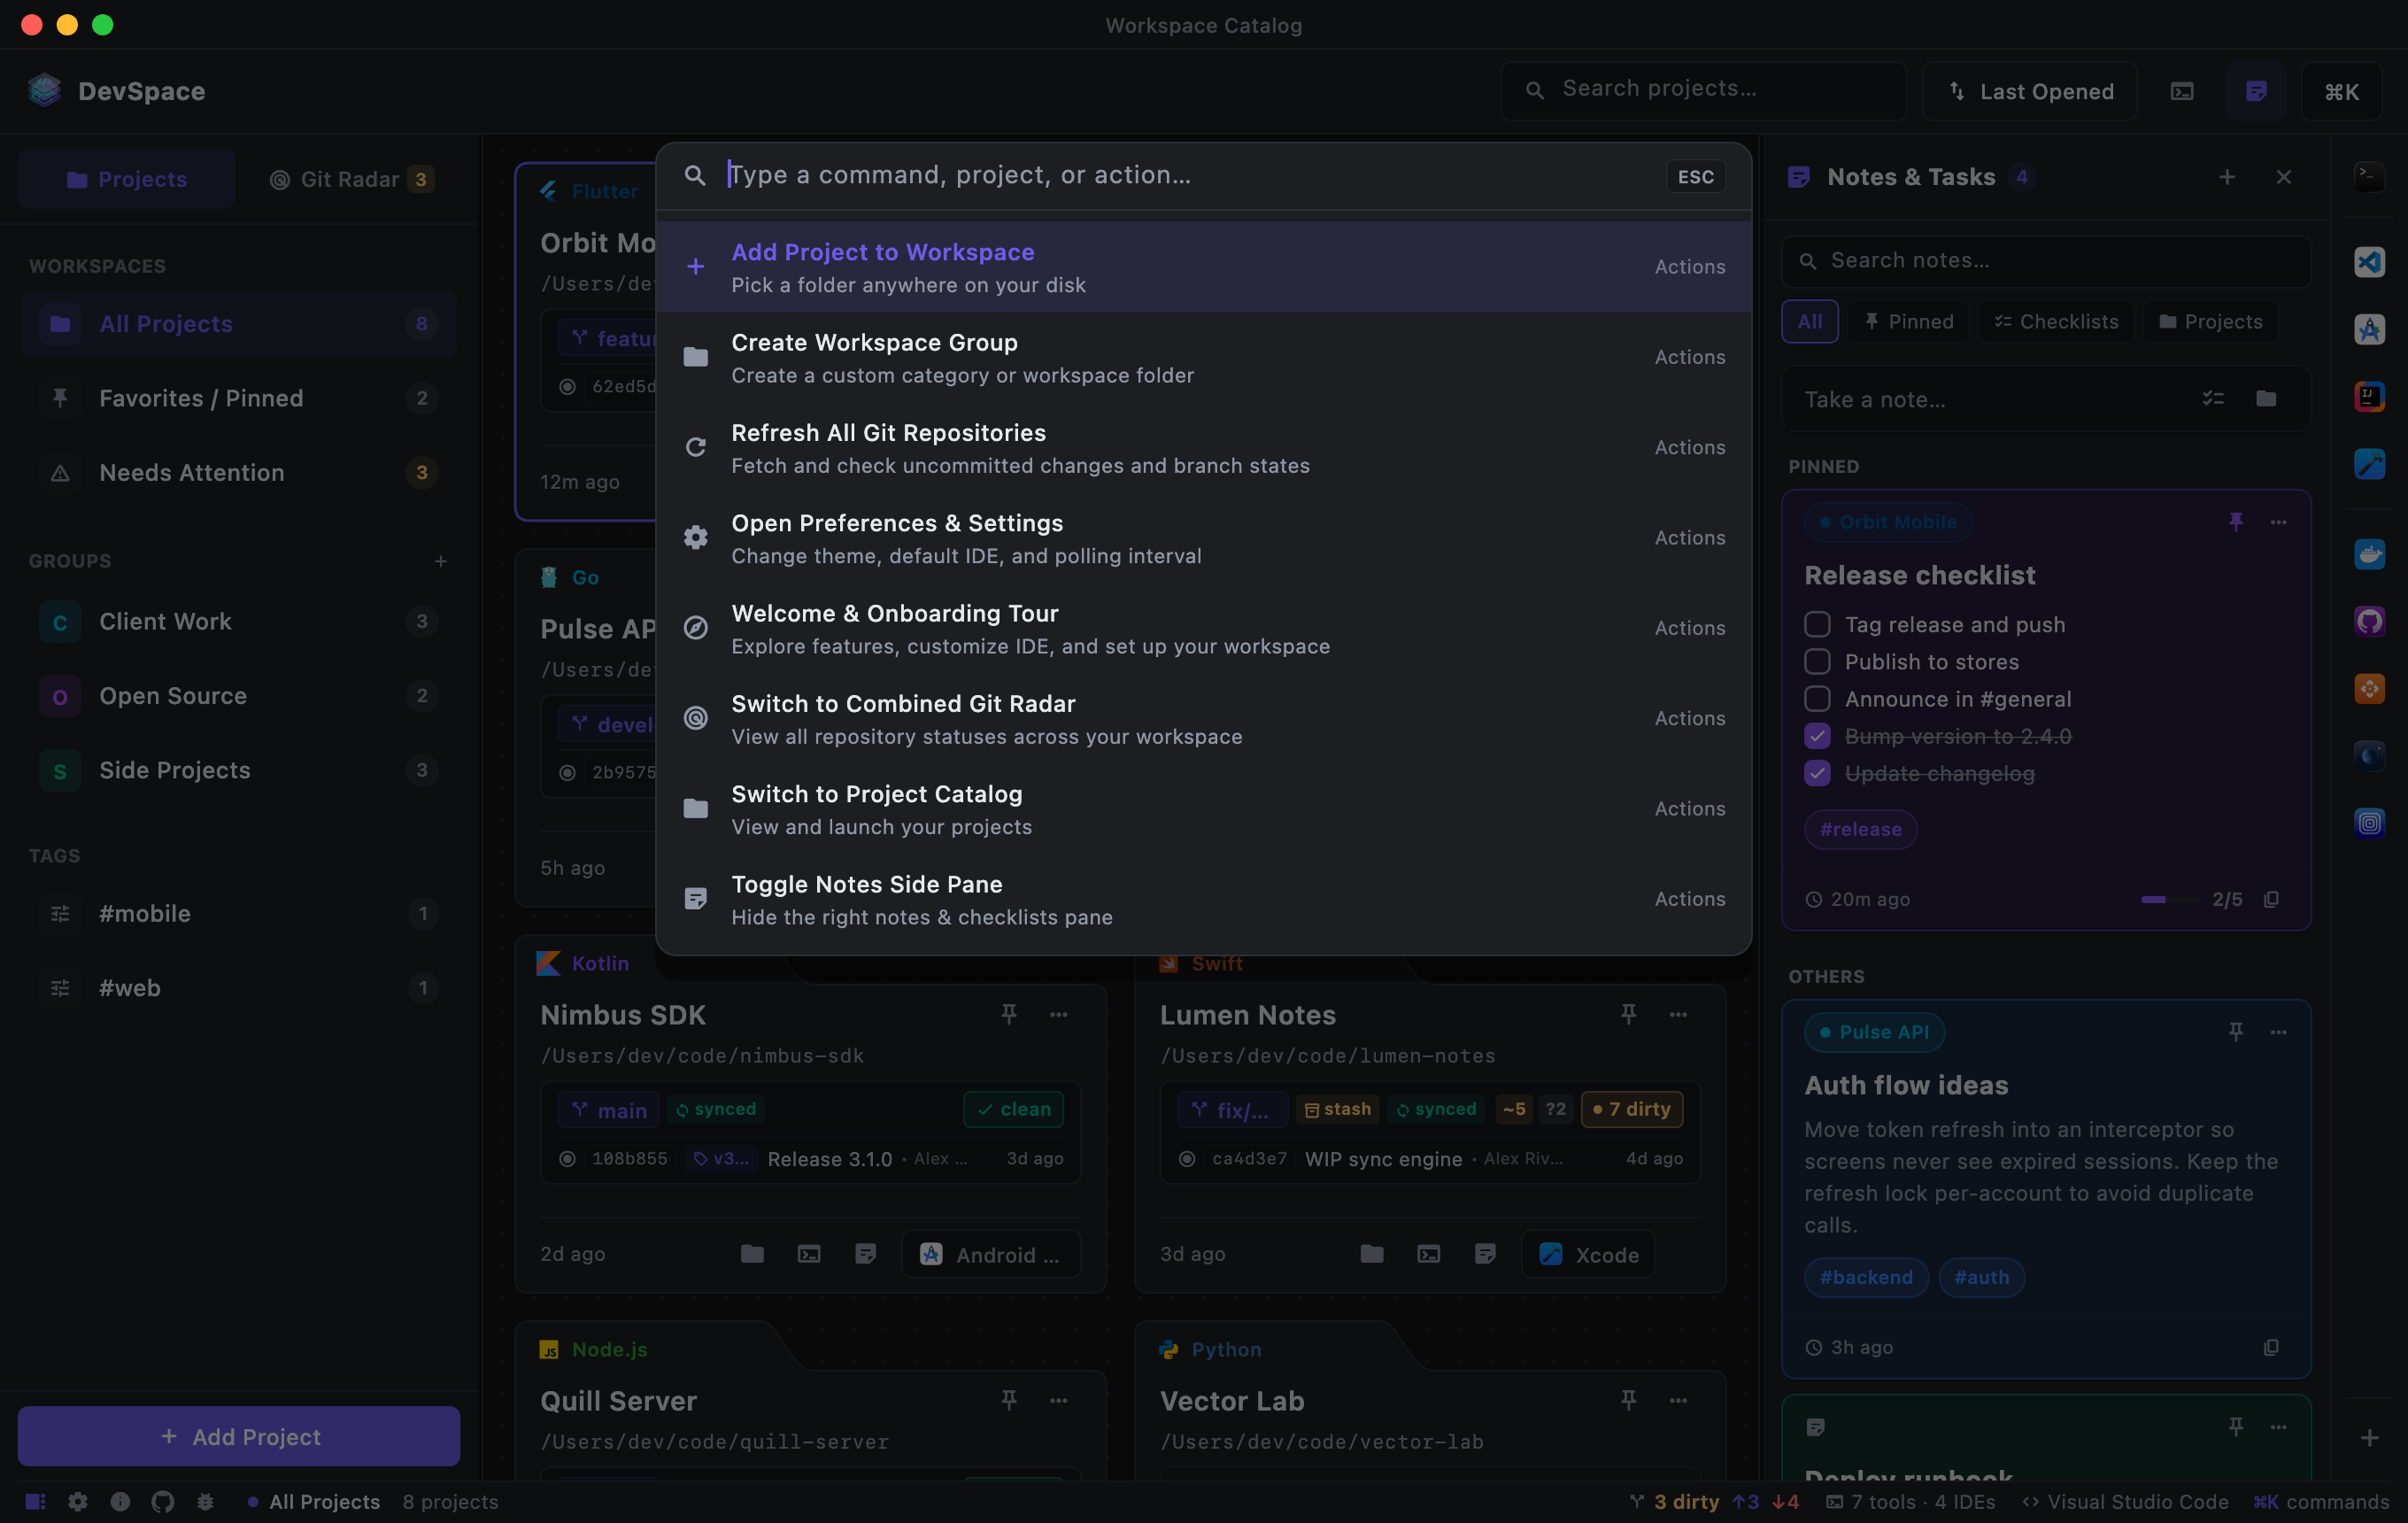 Workspace Catalog
DevSpace
Search projects...
Last Opened
⌘K
Projects
Git Radar 3
WORKSPACES
All Projects 8
Favorites / Pinned 2
Needs Attention 3
GROUPS
C Client Work 3
O Open Source 2
S Side Projects 3
TAGS
#mobile 1
#web 1
+ Add Project
Type a command, project, or action...
ESC
Add Project to Workspace
Pick a folder anywhere on your disk
Actions
Create Workspace Group
Create a custom category or workspace folder
Actions
Refresh All Git Repositories
Fetch and check uncommitted changes and branch states
Actions
Open Preferences & Settings
Change theme, default IDE, and polling interval
Actions
Welcome & Onboarding Tour
Explore features, customize IDE, and set up your workspace
Actions
Switch to Combined Git Radar
View all repository statuses across your workspace
Actions
Switch to Project Catalog
View and launch your projects
Actions
Toggle Notes Side Pane
Hide the right notes & checklists pane
Actions
Flutter
Orbit Mo
/Users/de
featu
62ed5d
12m ago
Go
Pulse AP
/Users/de
devel
2b9575
5h ago
Kotlin
Nimbus SDK
/Users/dev/code/nimbus-sdk
main synced clean
108b855 v3... Release 3.1.0 • Alex ... 3d ago
2d ago Android ...
Swift
Lumen Notes
/Users/dev/code/lumen-notes
fix/... stash synced ~5 ?2 7 dirty
ca4d3e7 WIP sync engine • Alex Riv... 4d ago
3d ago Xcode
JS Node.js
Quill Server
/Users/dev/code/quill-server
Python
Vector Lab
/Users/dev/code/vector-lab
Notes & Tasks 4
Search notes...
All Pinned Checklists Projects
Take a note...
PINNED
Orbit Mobile
Release checklist
Tag release and push
Publish to stores
Announce in #general
Bump version to 2.4.0
Update changelog
#release
20m ago 2/5
OTHERS
Pulse API
Auth flow ideas
Move token refresh into an interceptor so
screens never see expired sessions. Keep the
refresh lock per-account to avoid duplicate
calls.
#backend #auth
3h ago
Deploy runbook
All Projects 8 projects
3 dirty ↑3 ↓4 7 tools · 4 IDEs <> Visual Studio Code ⌘K commands